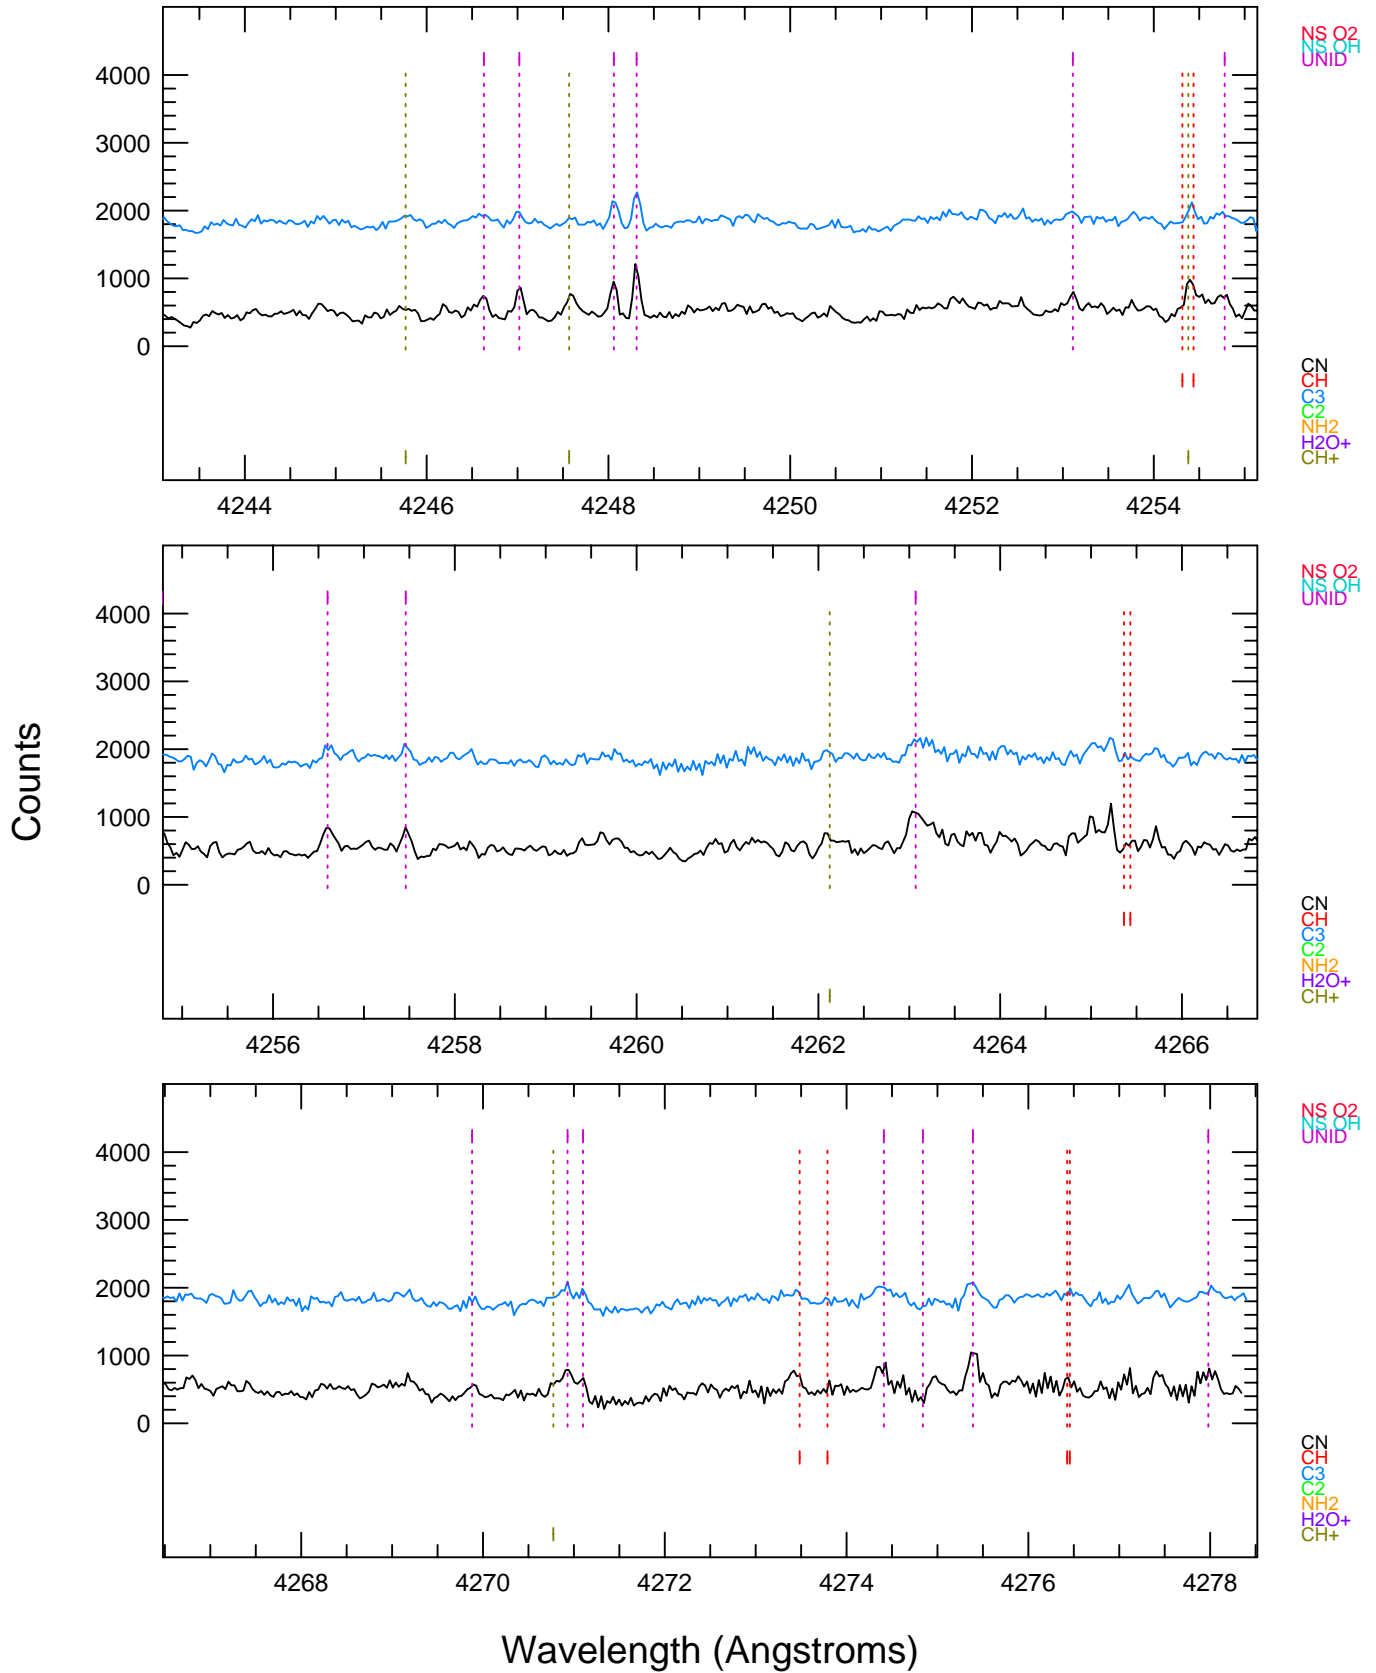 4000
3000
2000
1000
0
NS O2
NS OH
UNID
CN
CH
C3
C2
NH2
H2O+
CH+
4244 4246 4248 4250 4252 4254
4000
3000
2000
1000
0
NS O2
NS OH
UNID
CN
CH
C3
C2
NH2
H2O+
CH+
4256 4258 4260 4262 4264 4266
Counts
4000
3000
2000
1000
0
NS O2
NS OH
UNID
CN
CH
C3
C2
NH2
H2O+
CH+
4268 4270 4272 4274 4276 4278
Wavelength (Angstroms)